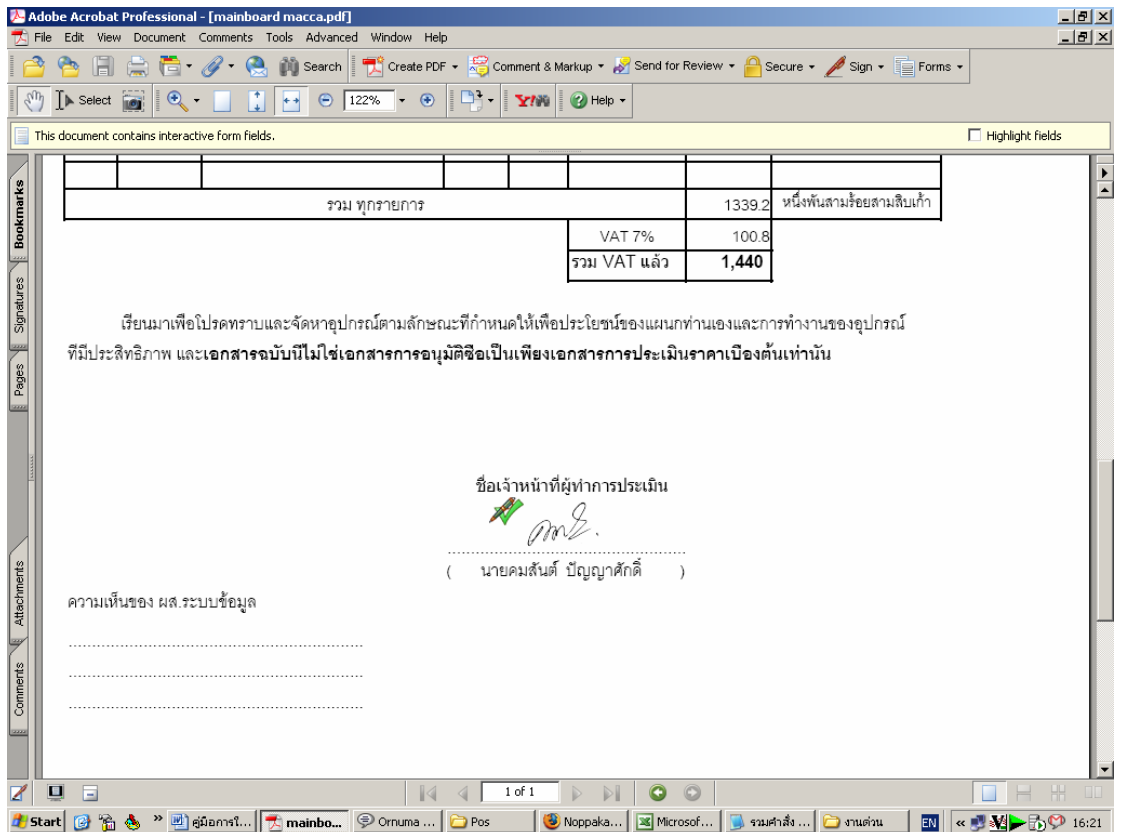 Adobe Acrobat Professional - [mainboard macca.pdf]
File Edit View Document Comments Tools Advanced Window Help
Search Create PDF Comment & Markup Send for Review Secure Sign Forms
Select 122% Y! Help
This document contains interactive form fields. Highlight fields
Bookmarks
Signatures
Pages
Attachments
Comments
รวม ทุกรายการ 1339.2 หนึ่งพันสามร้อยสามสิบเก้า
VAT 7% 100.8
รวม VAT แล้ว 1,440
เรียนมาเพื่อโปรดทราบและจัดหาอุปกรณ์ตามลักษณะที่กำหนดให้เพื่อประโยชน์ของแผนกท่านเองและการทำงานของอุปกรณ์
ที่มีประสิทธิภาพ และเอกสารฉบับนี้ไม่ใช่เอกสารการอนุมัติซื้อเป็นเพียงเอกสารการประเมินราคาเบื้องต้นเท่านั้น
ชื่อเจ้าหน้าที่ผู้ทำการประเมิน
( นายคมสันต์ ปัญญาศักดิ์ )
ความเห็นของ ผส.ระบบข้อมูล
1 of 1
Start คู่มือการใ... mainbo... Ornuma ... Pos Noppaka... Microsof... รวมคำสั่ง ... งานด่วน EN 16:21